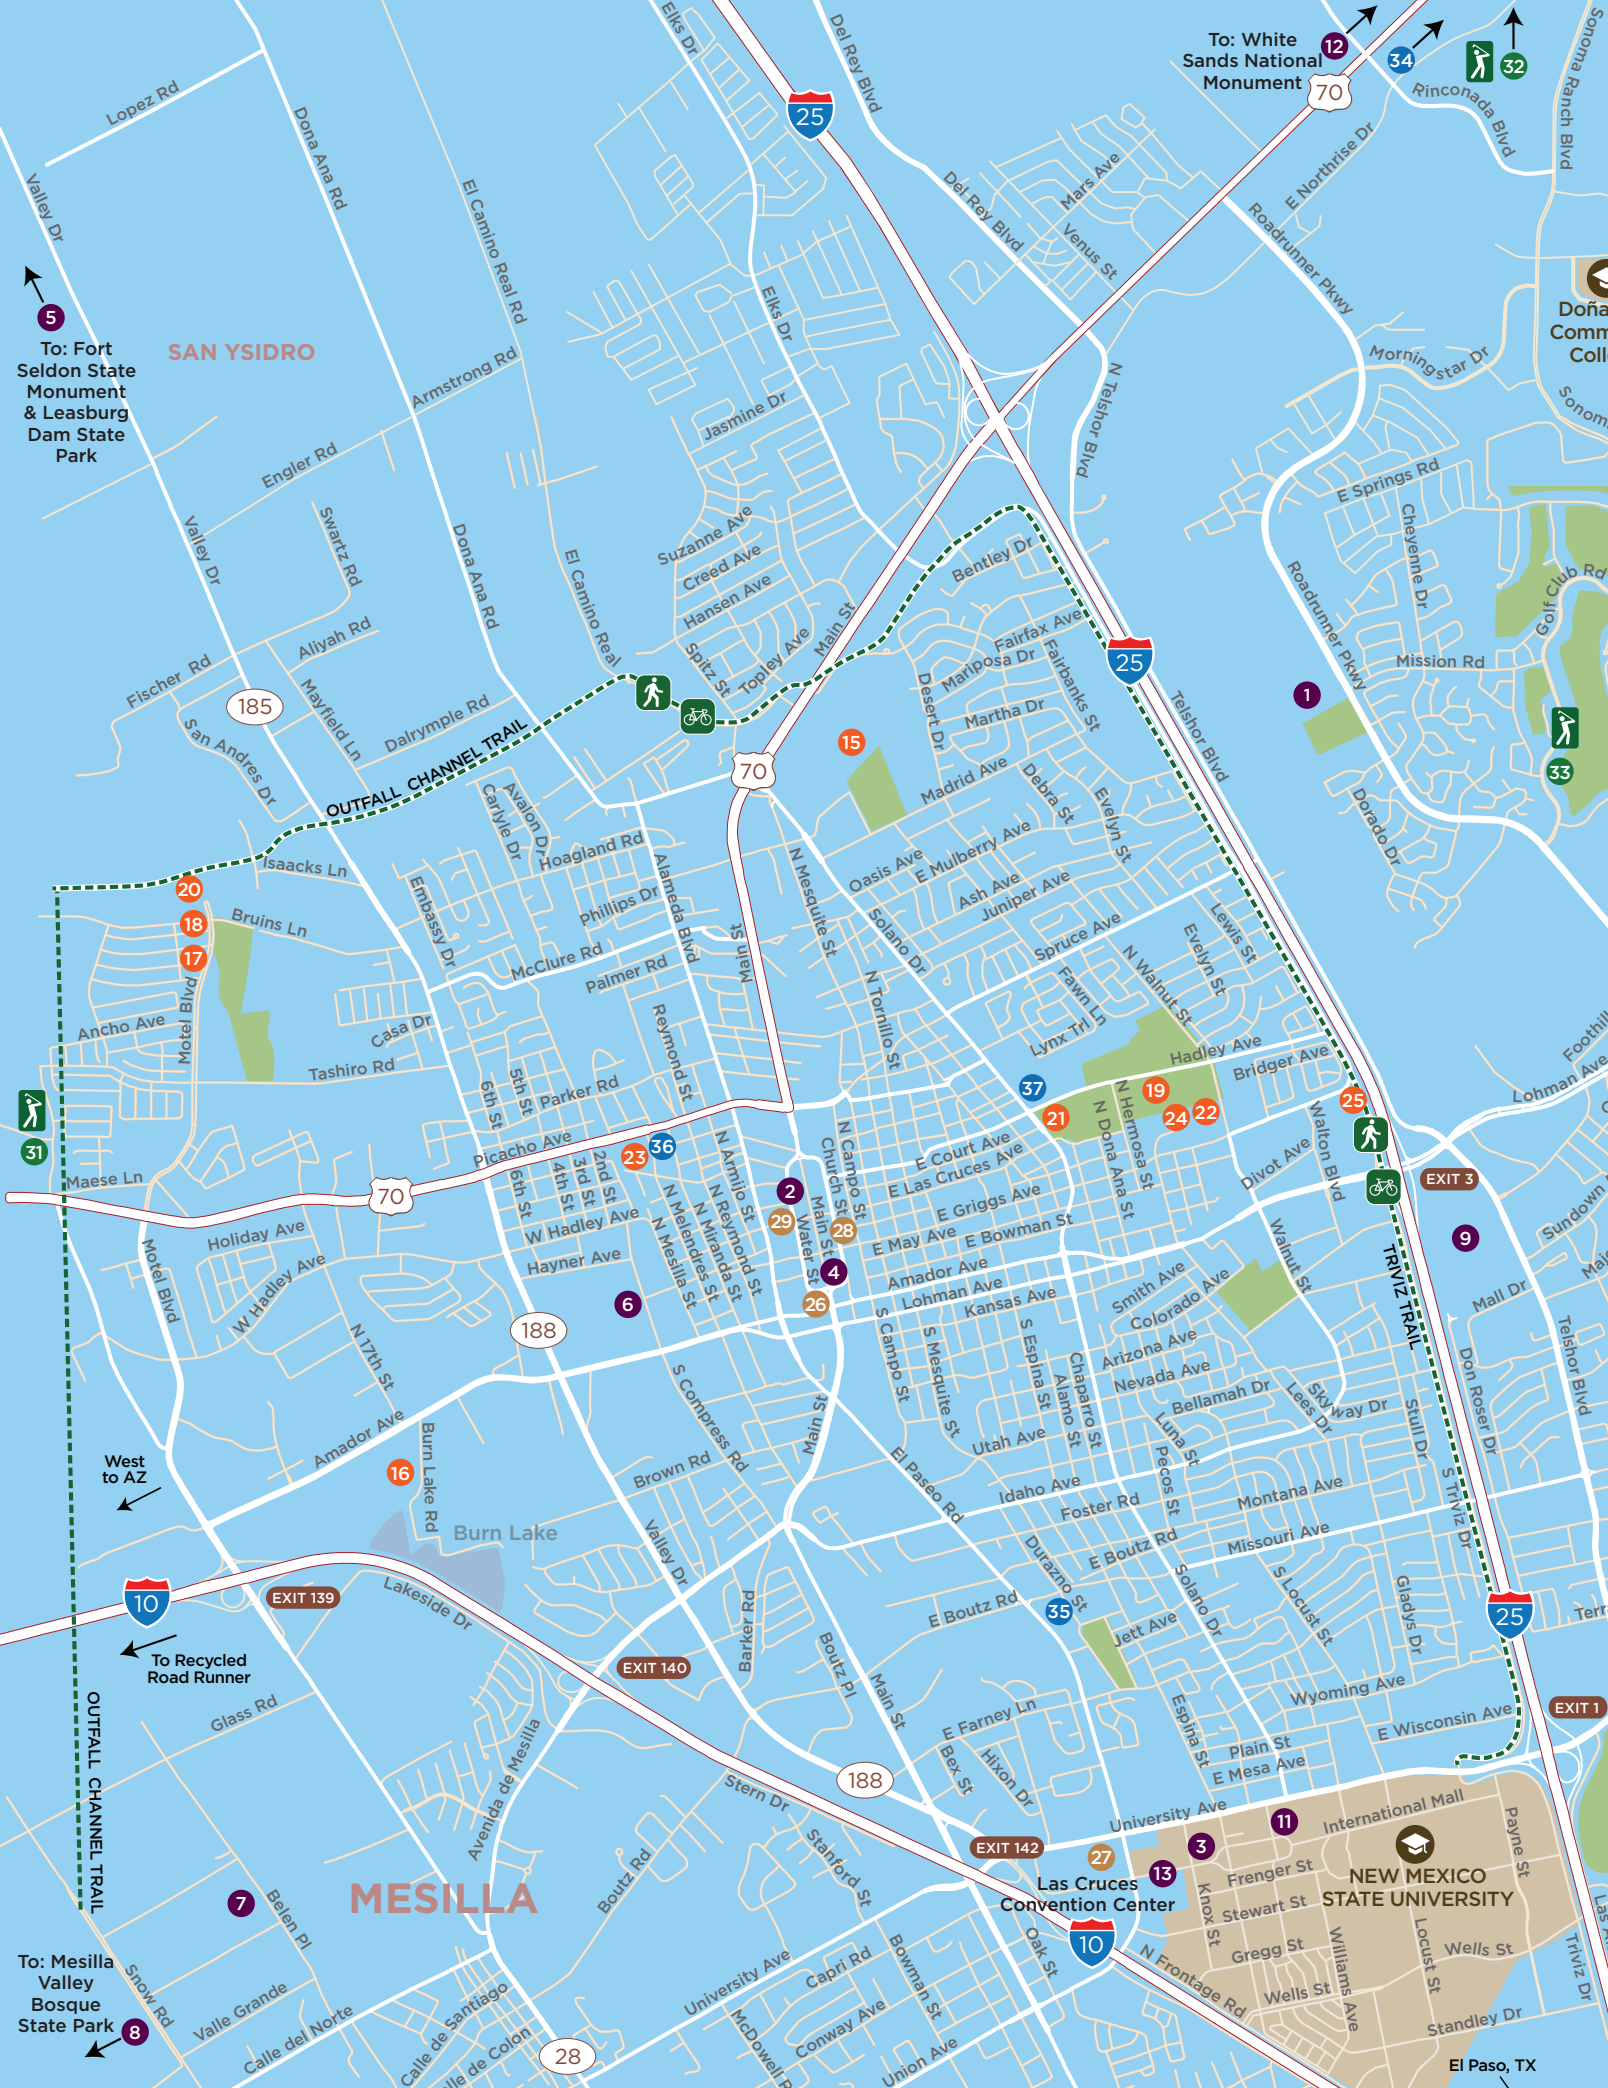 Elks Dr
Del Rey Blvd
To: White
Sands National
Monument
12
34
32
70
Rinconada Blvd
Sonoma Ranch Blvd
25
Lopez Rd
Dona Ana Rd
Valley Dr
El Camino Real Rd
Del Rey Blvd
Mars Ave
Venus St
E Northrise Dr
Roadrunner Pkwy
5
To: Fort
Seldon State
Monument
& Leasburg
Dam State
Park
SAN YSIDRO
Elks Dr
Armstrong Rd
Jasmine Dr
Engler Rd
N Telshor Blvd
Morningstar Dr
Doña
Comm
Coll
Sonom
E Springs Rd
Cheyenne Dr
Golf Club Rd
Swartz Rd
Valley Dr
Dona Ana Rd
El Camino Real
Suzanne Ave
Creed Ave
Hansen Ave
Spitz St
Topley Ave
Main St
Bentley Dr
Fairfax Ave
Mariposa Dr
Fairbanks St
Desert Dr
Martha Dr
25
Telshor Blvd
Roadrunner Pkwy
Mission Rd
1
33
Dorado Dr
Aliyah Rd
Fischer Rd
185
Mayfield Ln
Dalrymple Rd
San Andres Dr
OUTFALL CHANNEL TRAIL
70
15
Madrid Ave
Debra St
Evelyn St
Avalon Dr
Carlyle Dr
Hoagland Rd
Alameda Blvd
N Mesquite St
Oasis Ave
E Mulberry Ave
Ash Ave
Juniper Ave
Isaacks Ln
20
18
17
Bruins Ln
Embassy Dr
Phillips Dr
McClure Rd
Palmer Rd
Main St
Solano Dr
Spruce Ave
Lewis St
Evelyn St
N Walnut St
Fawn Ln
Lynx Trl Ln
N Tornillo St
Ancho Ave
Motel Blvd
Casa Dr
Tashiro Rd
Reymond St
Parker Rd
5th St
6th St
Hadley Ave
Bridger Ave
37
19
21
24
22
25
N Hermosa St
N Dona Ana St
Foothill
Lohman Ave
31
Maese Ln
70
Picacho Ave
6th St
4th St
3rd St
2nd St
23
36
N Armijo St
N Campo St
Church St
E Court Ave
E Las Cruces Ave
E Griggs Ave
E May Ave
E Bowman St
Divot Ave
Walton Blvd
EXIT 3
9
Sundown
Holiday Ave
Motel Blvd
W Hadley Ave
W Hadley Ave
Hayner Ave
N Mesilla St
N Melendres St
N Miranda St
N Reymond St
2
29
28
Water St
Main St
4
26
Amador Ave
Lohman Ave
Kansas Ave
Smith Ave
Colorado Ave
Arizona Ave
Nevada Ave
Walnut St
TRIVIZ TRAIL
Mall Dr
Don Roser Dr
Telshor Blvd
6
188
N 17th St
S Compress Rd
S Campo St
S Mesquite St
S Espina St
Alamo St
Chaparro St
Bellamah Dr
Skyway Dr
Lees Dr
Stull Dr
Luna St
Pecos St
Utah Ave
Amador Ave
Burn Lake Rd
16
Main St
Brown Rd
El Paseo Rd
Idaho Ave
Foster Rd
Montana Ave
S Triviz Dr
West
to AZ
Burn Lake
Valley Dr
Durazno St
E Boutz Rd
Missouri Ave
Solano Dr
S Locust St
Gladys Dr
25
10
EXIT 139
Lakeside Dr
To Recycled
Road Runner
Barker Rd
EXIT 140
Boutz Pl
Main St
E Boutz Rd
35
Jett Ave
Espina St
Wyoming Ave
E Wisconsin Ave
EXIT 1
OUTFALL CHANNEL TRAIL
Glass Rd
Avenida de Mesilla
E Farney Ln
Bex St
Hixon Dr
Plain St
E Mesa Ave
188
Stern Dr
Stanford St
Boutz Rd
EXIT 142
University Ave
International Mall
Payne St
27
3
11
13
Las Cruces
Convention Center
Frenger St
Stewart St
Knox St
NEW MEXICO
STATE UNIVERSITY
MESILLA
7
Belen Pl
10
Oak St
Gregg St
Wells St
Wells St
Williams Ave
Locust St
Triviz Dr
Standley Dr
N Frontage Rd
To: Mesilla
Valley
Bosque
State Park
8
Snow Rd
Valle Grande
Calle del Norte
Calle de Santiago
lle de Colon
28
University Ave
Capri Rd
Bowman St
Conway Ave
McDowell R
Union Ave
El Paso, TX